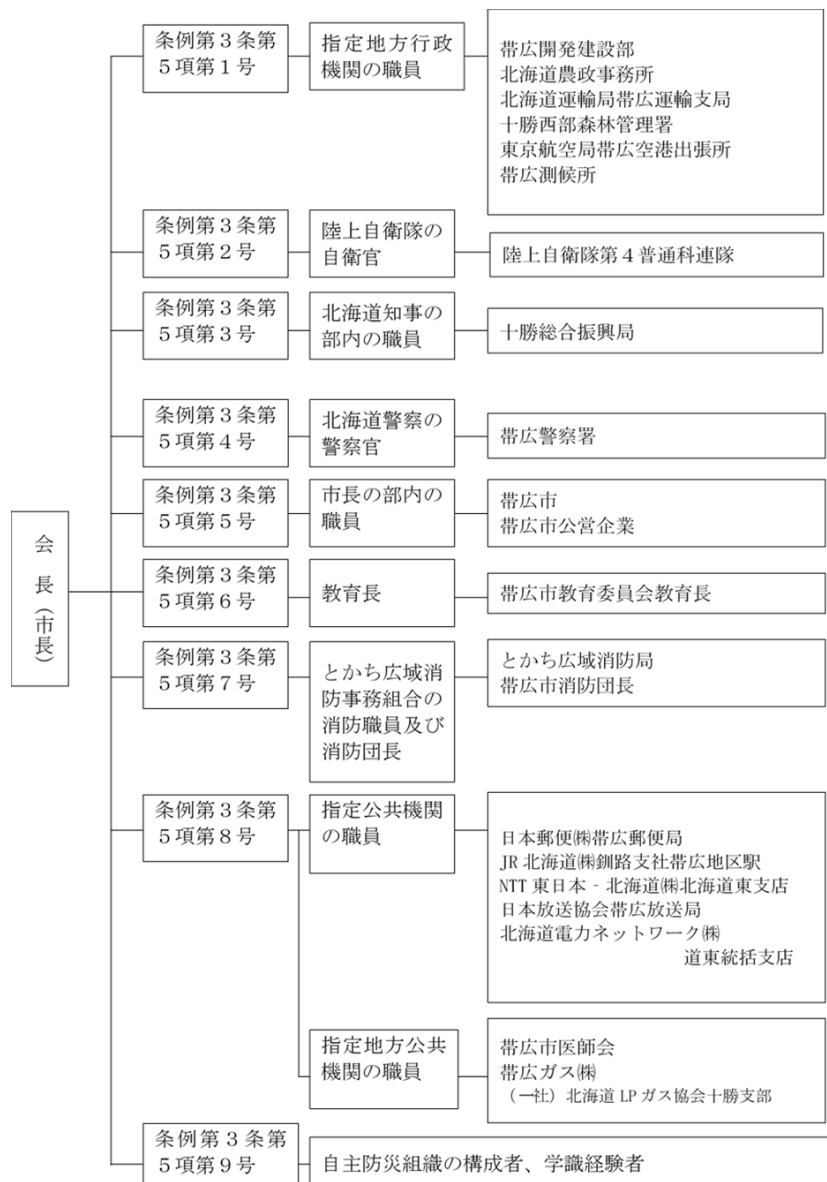 会長（市長）
条例第３条第
５項第１号
指定地方行政
機関の職員
帯広開発建設部
北海道農政事務所
北海道運輸局帯広運輸支局
十勝西部森林管理署
東京航空局帯広空港出張所
帯広測候所
条例第３条第
５項第２号
陸上自衛隊の
自衛官
陸上自衛隊第４普通科連隊
条例第３条第
５項第３号
北海道知事の
部内の職員
十勝総合振興局
条例第３条第
５項第４号
北海道警察の
警察官
帯広警察署
条例第３条第
５項第５号
市長の部内の
職員
帯広市
帯広市公営企業
条例第３条第
５項第６号
教育長
帯広市教育委員会教育長
条例第３条第
５項第７号
とかち広域消
防事務組合の
消防職員及び
消防団長
とかち広域消防局
帯広市消防団長
条例第３条第
５項第８号
指定公共機関
の職員
日本郵便㈱帯広郵便局
JR 北海道㈱釧路支社帯広地区駅
NTT 東日本‐北海道㈱北海道東支店
日本放送協会帯広放送局
北海道電力ネットワーク㈱
道東統括支店
指定地方公共
機関の職員
帯広市医師会
帯広ガス㈱
（一社）北海道 LP ガス協会十勝支部
条例第３条第
５項第９号
自主防災組織の構成者、学識経験者